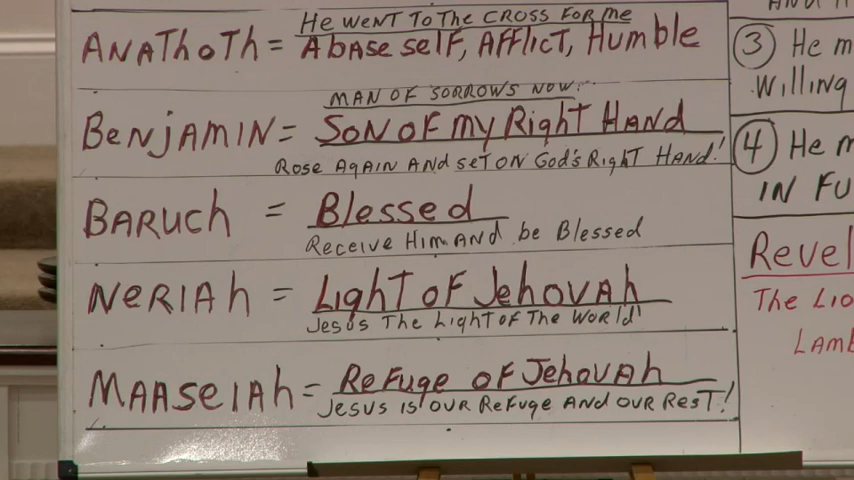 He went To The CROSS FOR me
ANAThoTh = Abase self, Afflict, Humble
MAN OF SORROWS NOW:
BeNjAMIN = SoN OF my Right HANd
Rose AgAIN ANd set ON God's Right HANd!
BARUCh = Blessed
Receive Him ANd be Blessed
NeRIAh = Light OF JehovAh
Jesus The Light OF The World!
MAASeIAh = ReFuge oF JehovAh
Jesus is our ReFuge ANd our Rest!
③ He m
willing
④ He m
IN FU
Revel
The Lio
Lamb